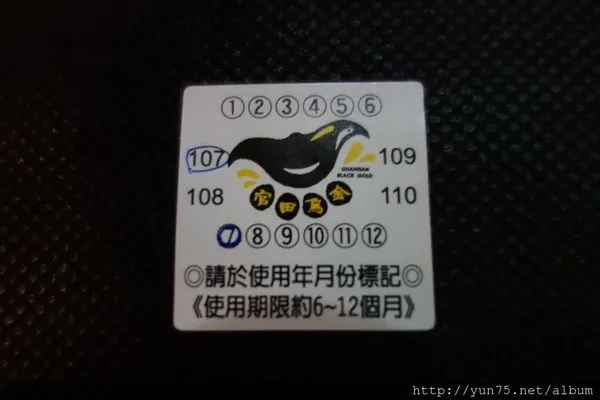 ①②③④⑤⑥
107 109
GUANTIAN
BLACK GOLD
108 110
官田烏金
⑦⑧⑨⑩⑪⑫
◎請於使用年月份標記◎
《使用期限約6~12個月》
http://yun75.net/album